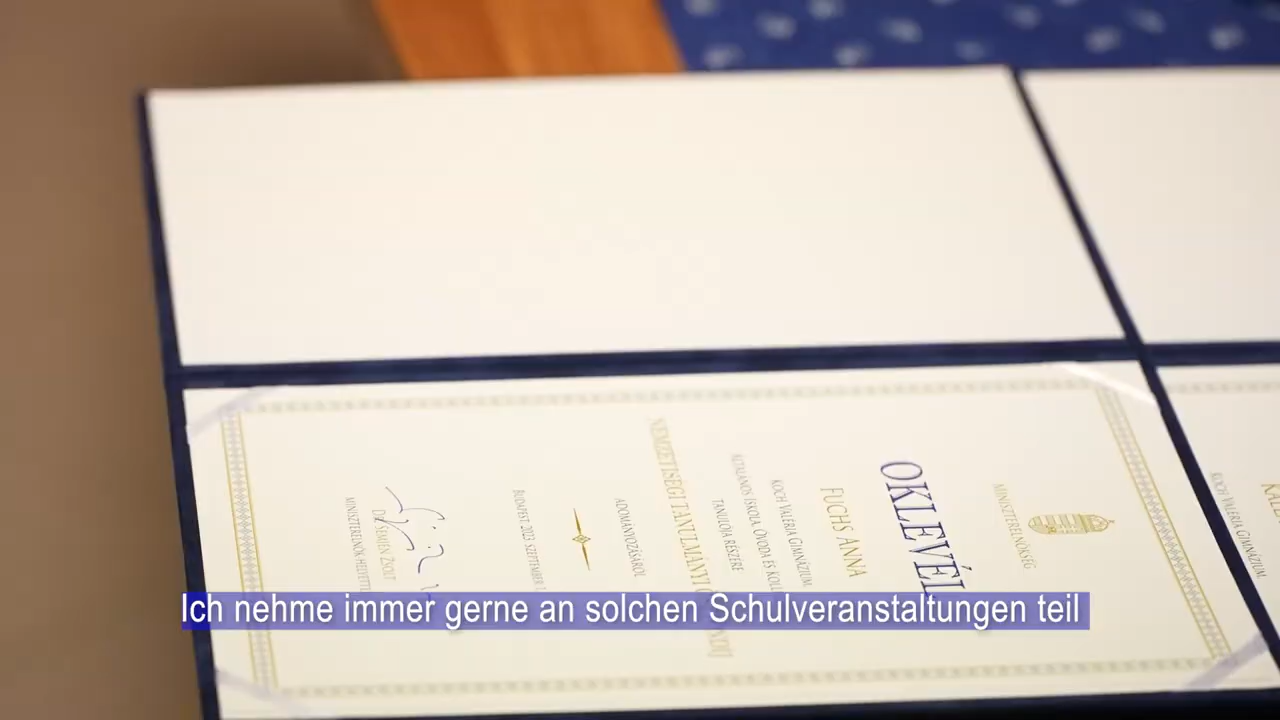 MINISZTERELNÖKSÉG
OKLEVÉL
FUCHS ANNA
KOCH VALÉRIA GIMNÁZIUM,
ÁLTALÁNOS ISKOLA, ÓVODA ÉS
TANULÓJA RÉSZÉRE
NEMZETISÉGI TANULMÁNYI
ADOMÁNYOZÁSÁRÓL
BUDAPEST, 2023. SZEPTEMBER
DR. SEMJÉN ZSOLT
MINISZTERELNÖK-HELYETTES
KOCH VALÉRIA GIMNÁZIUM,
Ich nehme immer gerne an solchen Schulveranstaltungen teil